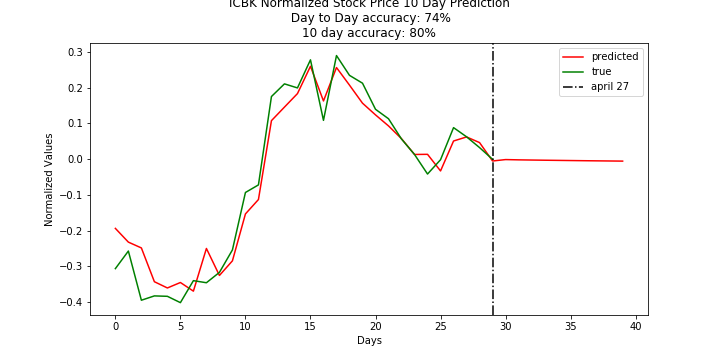 ICBK Normalized Stock Price 10 Day Prediction
Day to Day accuracy: 74%
10 day accuracy: 80%
predicted
true
april 27
0.3
0.2
0.1
0.0
−0.1
−0.2
−0.3
−0.4
Normalized Values
0 5 10 15 20 25 30 35 40
Days